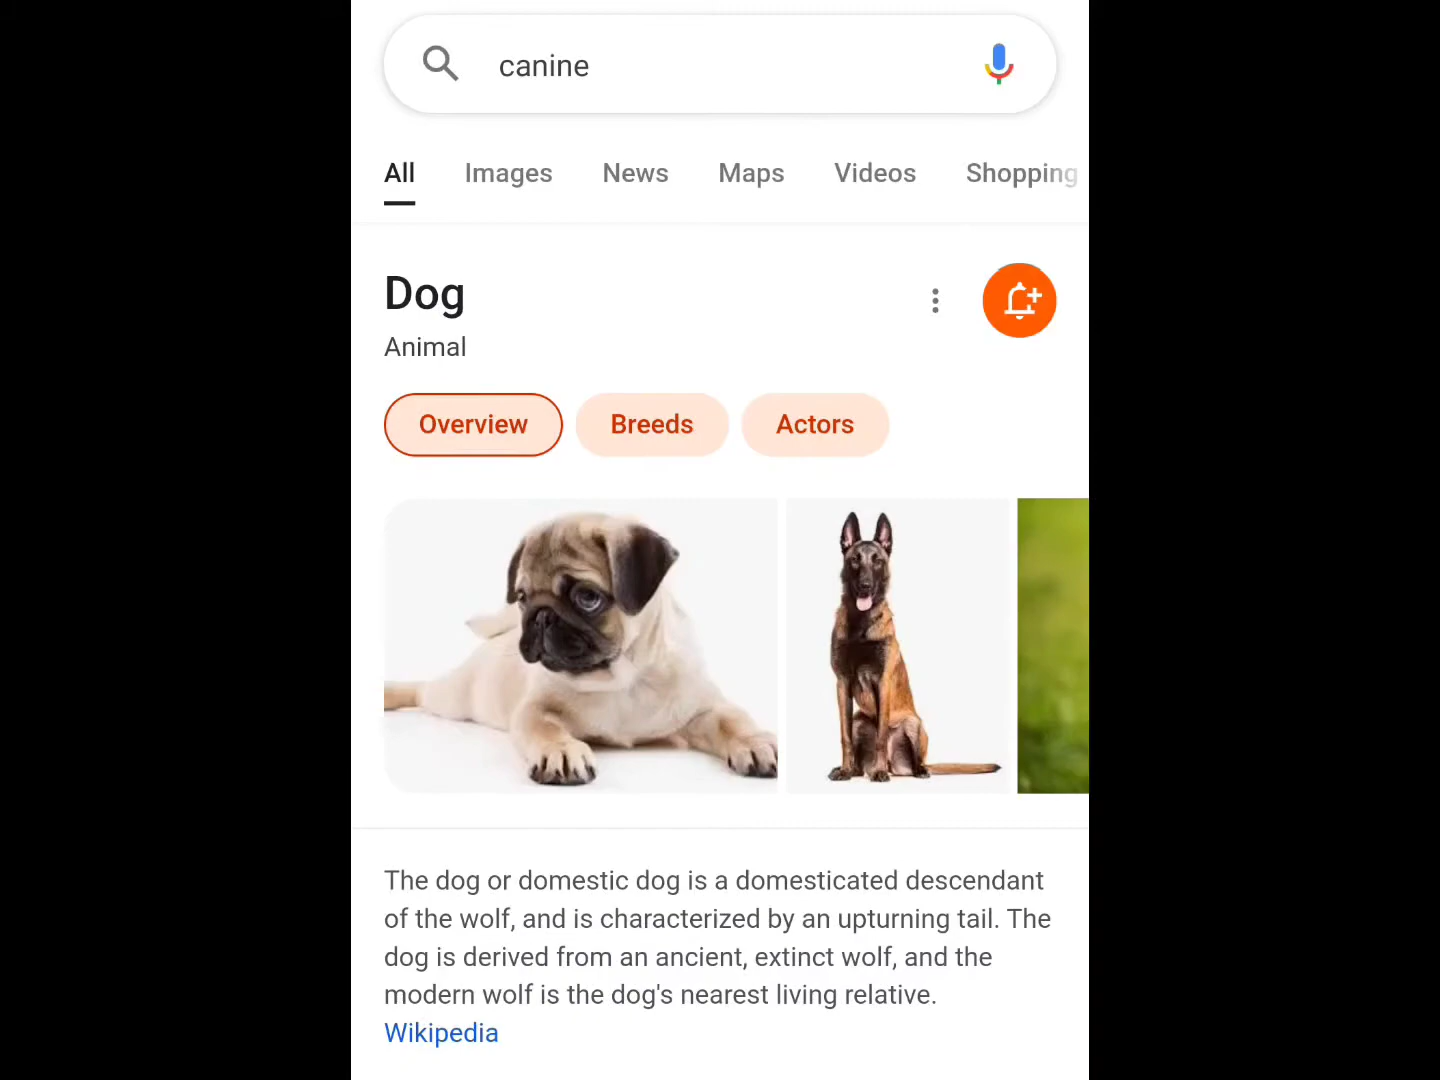 canine
All Images News Maps Videos Shopping
Dog
Animal
Overview Breeds Actors
The dog or domestic dog is a domesticated descendant
of the wolf, and is characterized by an upturning tail. The
dog is derived from an ancient, extinct wolf, and the
modern wolf is the dog's nearest living relative.
Wikipedia